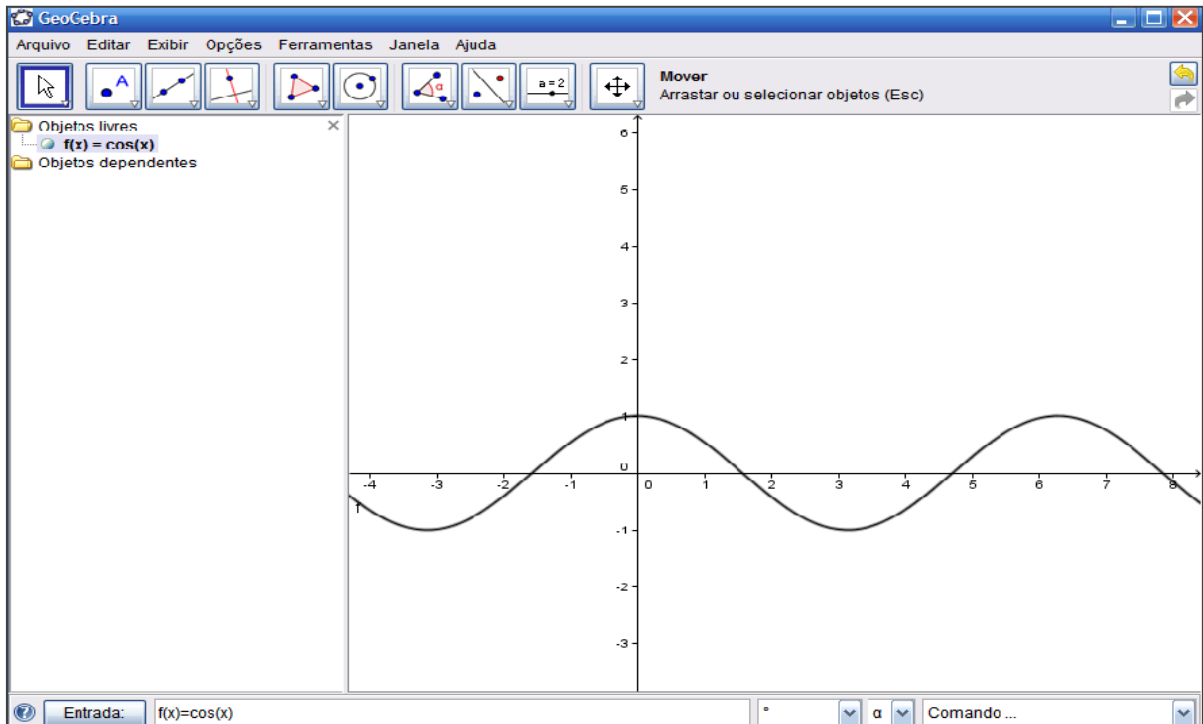 GeoGebra
Arquivo Editar Exibir Opções Ferramentas Janela Ajuda
A
α
a=2
Mover
Arrastar ou selecionar objetos (Esc)
Objetos livres
f(x) = cos(x)
Objetos dependentes
6
5
4
3
2
1
0
-4 -3 -2 -1 0 1 2 3 4 5 6 7 8
f
-1
-2
-3
Entrada: f(x)=cos(x) ° α Comando ...